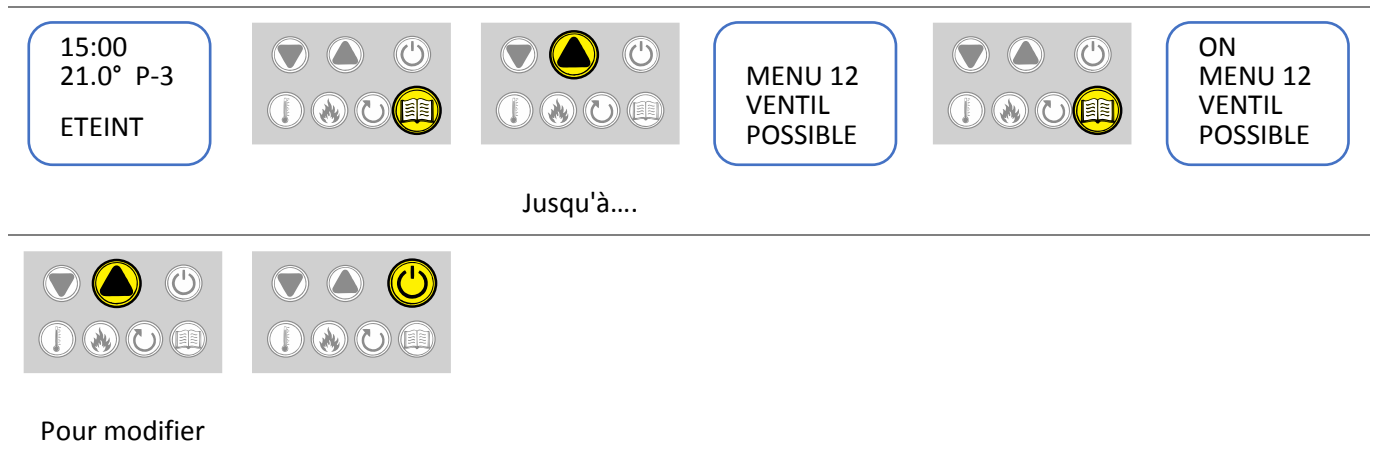 15:00
21.0° P-3
ETEINT
MENU 12
VENTIL
POSSIBLE
ON
MENU 12
VENTIL
POSSIBLE
Jusqu'à....
Pour modifier